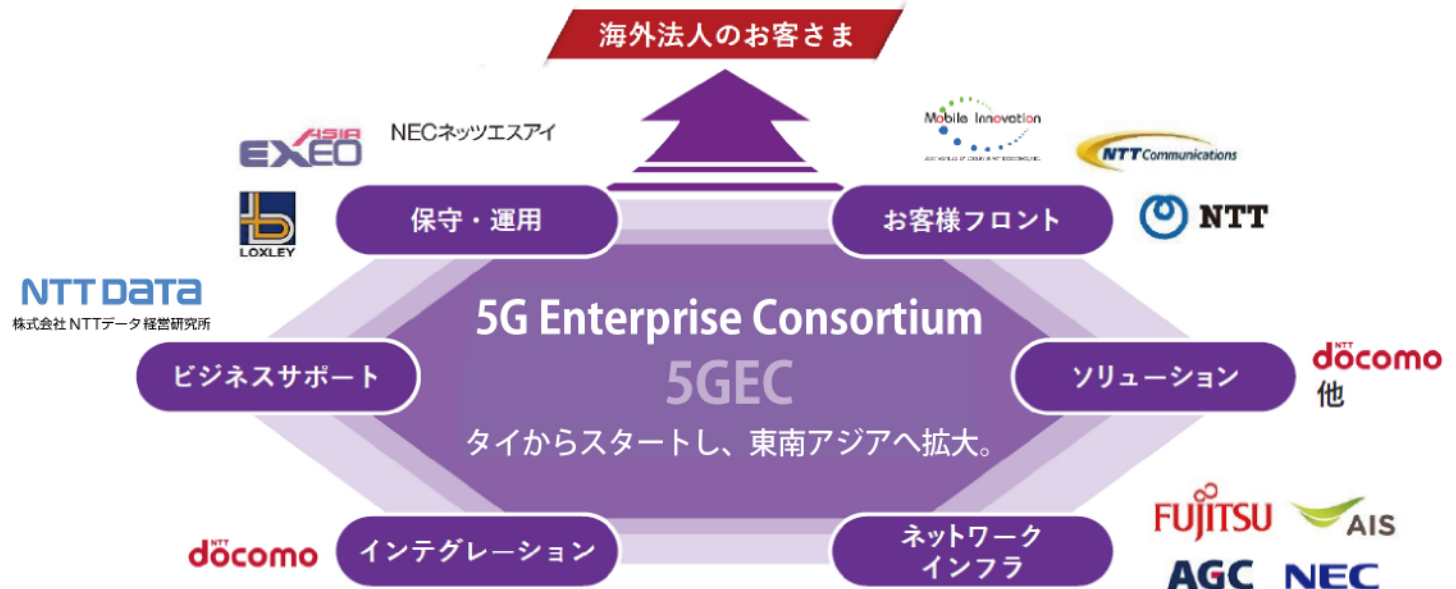 海外法人のお客さま
ASIA
EXEO
NECネッツエスアイ
Mobile Innovation
NTT Communications
LOXLEY
保守・運用
お客様フロント
NTT
NTT DATA
株式会社NTTデータ経営研究所
5G Enterprise Consortium
5GEC
タイからスタートし、東南アジアへ拡大。
ビジネスサポート
ソリューション
NTT
docomo
他
NTT
docomo
インテグレーション
ネットワーク
インフラ
FUJITSU
AIS
AGC
NEC